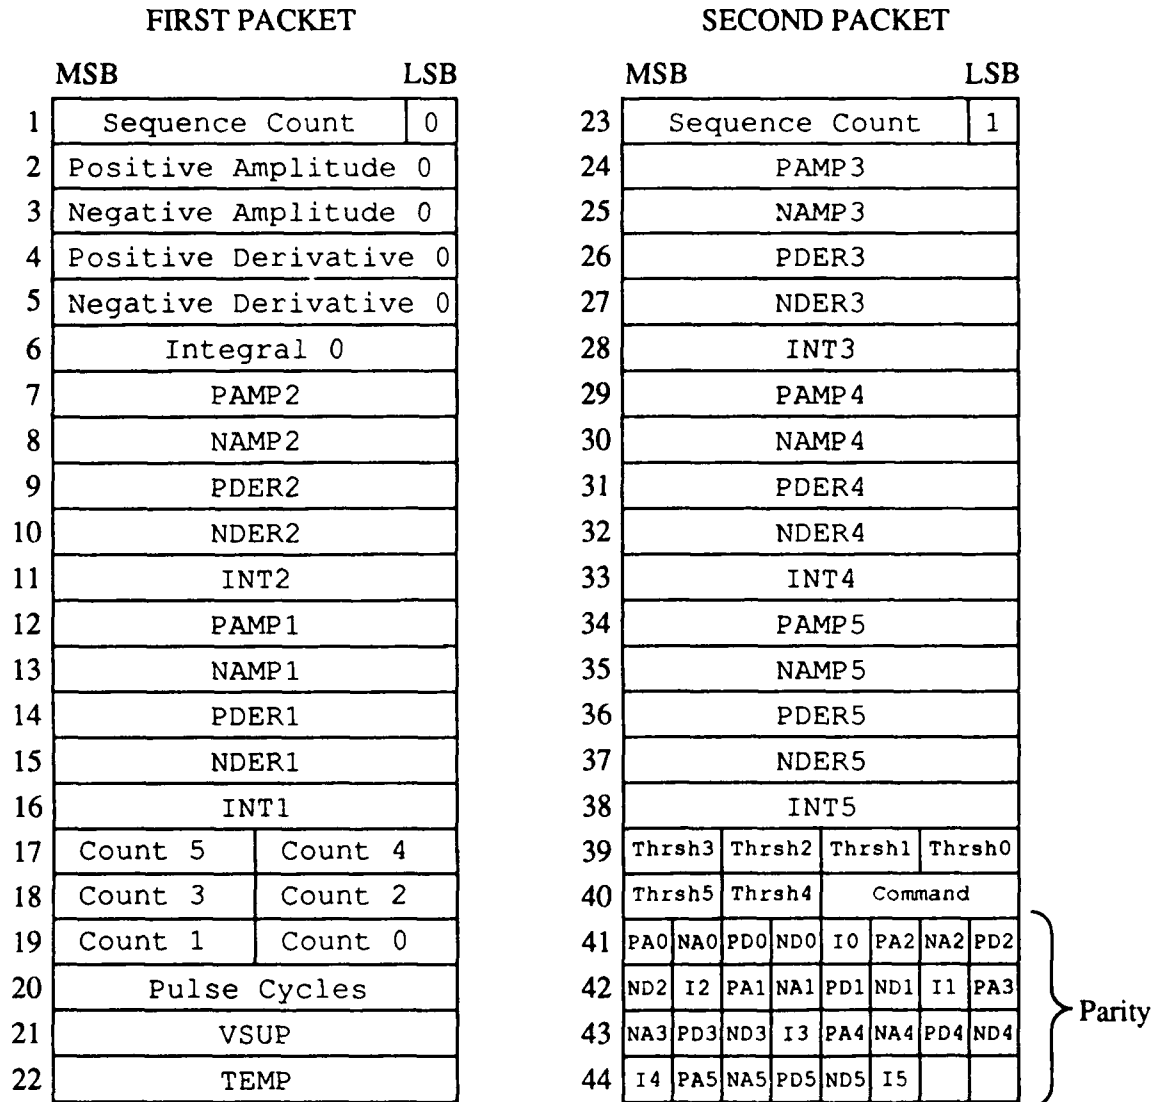 FIRST PACKET
MSB LSB
1 Sequence Count 0
2 Positive Amplitude 0
3 Negative Amplitude 0
4 Positive Derivative 0
5 Negative Derivative 0
6 Integral 0
7 PAMP2
8 NAMP2
9 PDER2
10 NDER2
11 INT2
12 PAMP1
13 NAMP1
14 PDER1
15 NDER1
16 INT1
17 Count 5 Count 4
18 Count 3 Count 2
19 Count 1 Count 0
20 Pulse Cycles
21 VSUP
22 TEMP
SECOND PACKET
MSB LSB
23 Sequence Count 1
24 PAMP3
25 NAMP3
26 PDER3
27 NDER3
28 INT3
29 PAMP4
30 NAMP4
31 PDER4
32 NDER4
33 INT4
34 PAMP5
35 NAMP5
36 PDER5
37 NDER5
38 INT5
39 Thrsh3 Thrsh2 Thrsh1 Thrsh0
40 Thrsh5 Thrsh4 Command
41 PA0 NA0 PD0 ND0 I0 PA2 NA2 PD2
42 ND2 I2 PA1 NA1 PD1 ND1 I1 PA3
43 NA3 PD3 ND3 I3 PA4 NA4 PD4 ND4
44 I4 PA5 NA5 PD5 ND5 I5
Parity